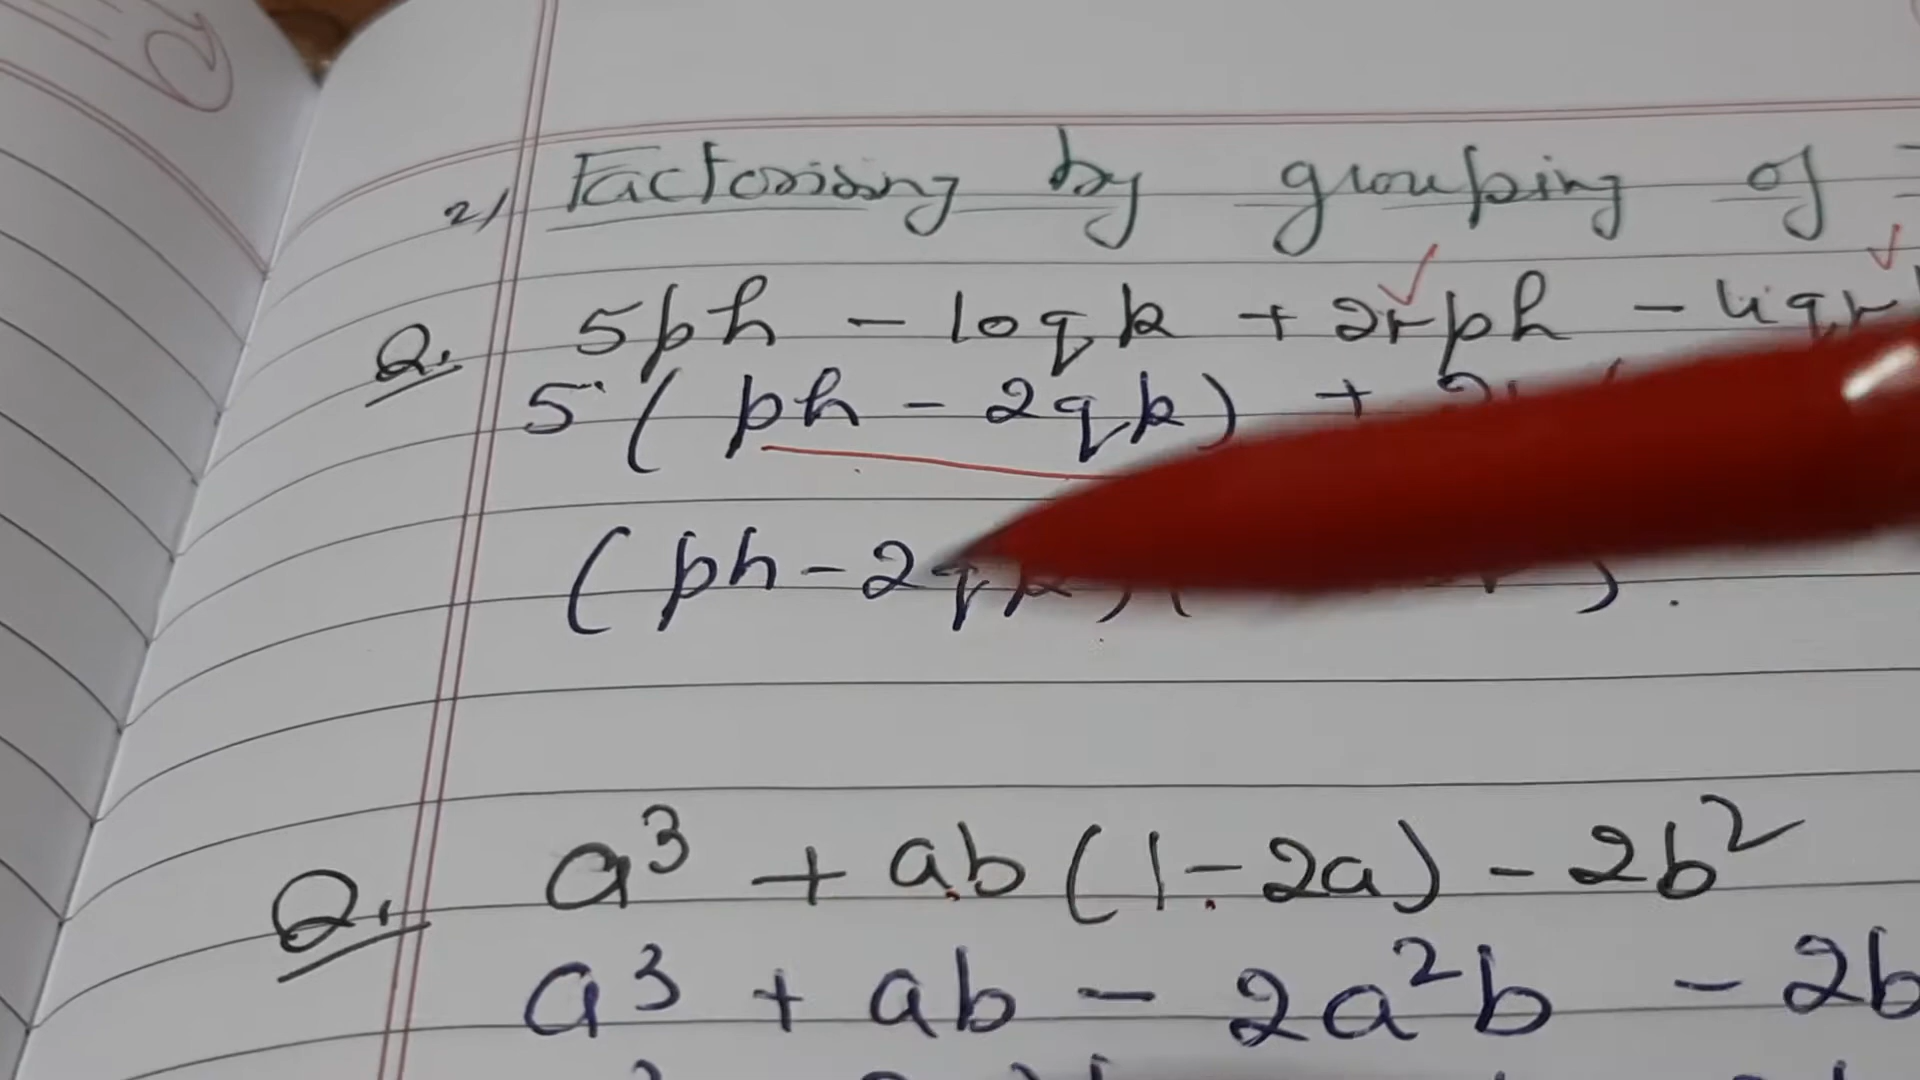 2) Factorising by grouping of
Q. 5ph - 10qk + 2rph - 4qr
5 ( ph - 2qk ) +
( ph - 2qk ) (
Q. a³ + ab ( 1 - 2a ) - 2b²
a³ + ab - 2a²b - 2b